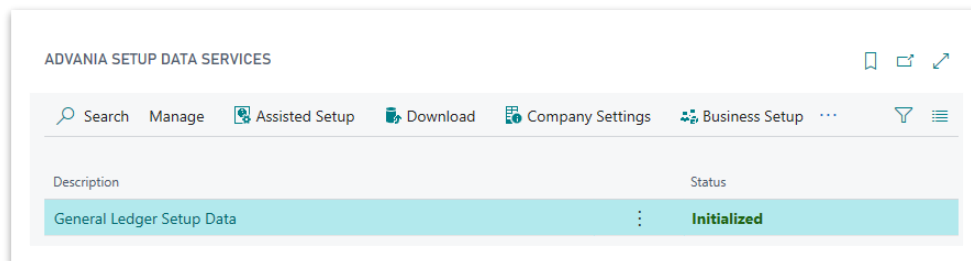 ADVANIA SETUP DATA SERVICES
Search Manage Assisted Setup Download Company Settings Business Setup ...
Description Status
General Ledger Setup Data Initialized